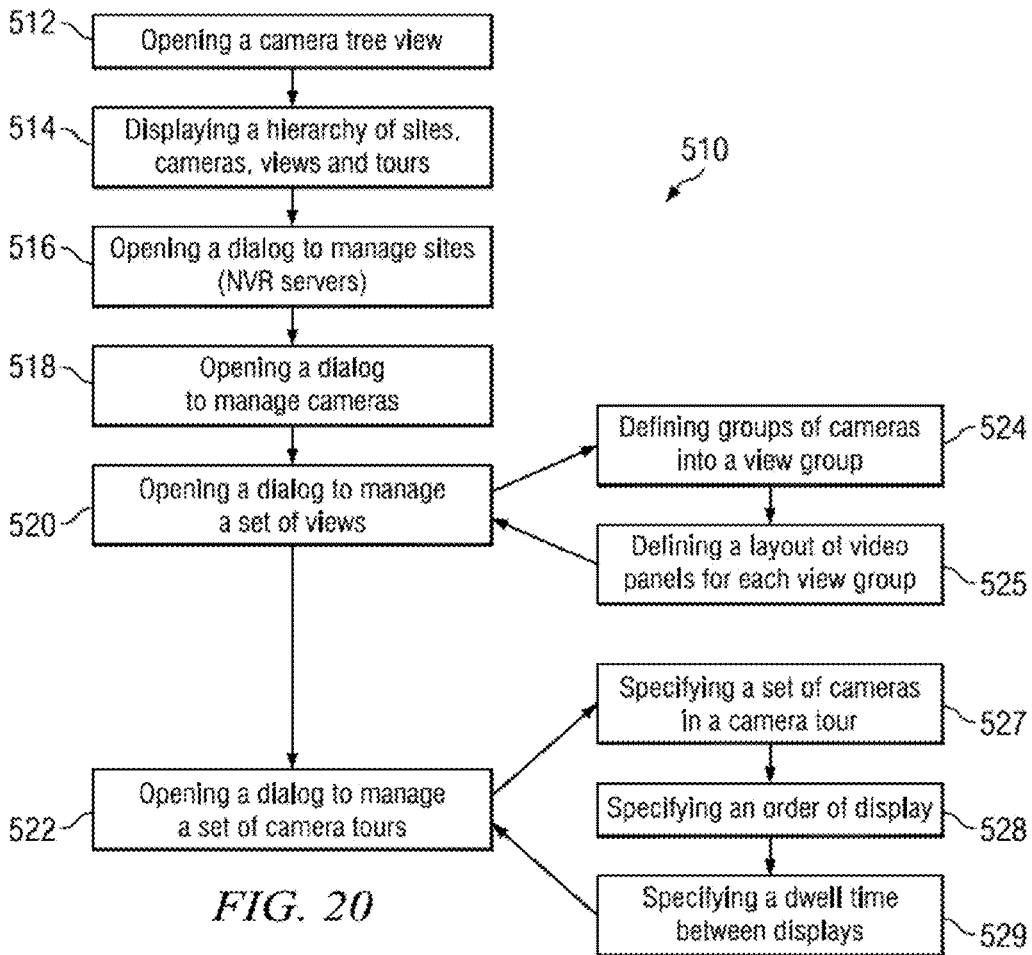 512
Opening a camera tree view
514
Displaying a hierarchy of sites,
cameras, views and tours
510
516
Opening a dialog to manage sites
(NVR servers)
518
Opening a dialog
to manage cameras
520
Opening a dialog to manage
a set of views
524
Defining groups of cameras
into a view group
525
Defining a layout of video
panels for each view group
522
Opening a dialog to manage
a set of camera tours
527
Specifying a set of cameras
in a camera tour
528
Specifying an order of display
529
Specifying a dwell time
between displays
FIG. 20